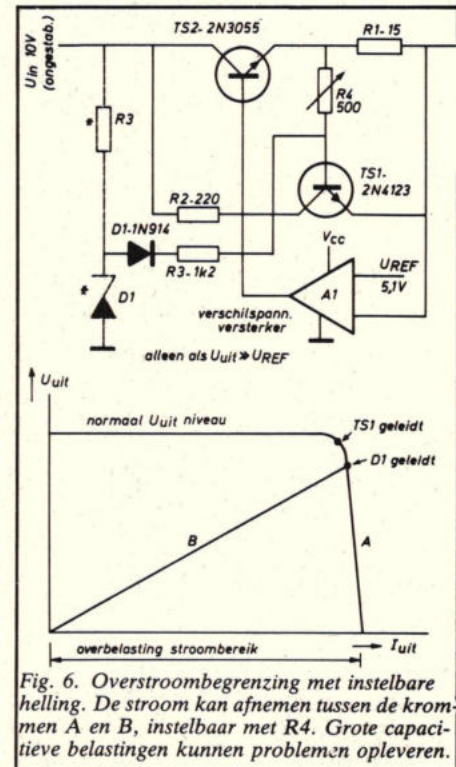 Uin 10V
(ongestab.)
TS2-2N3055
R1-15
* R3
R4
500
TS1-
2N4123
R2-220
D1-1N914
R3-1k2
VCC
UREF
5,1V
A1
* D1
verschilspann.
versterker
alleen als Uuit ≫ UREF
Uuit
normaal Uuit niveau
TS1 geleidt
D1 geleidt
B
A
overbelasting stroombereik
Iuit
Fig. 6. Overstroombegrenzing met instelbare
helling. De stroom kan afnemen tussen de krom-
men A en B, instelbaar met R4. Grote capaci-
tieve belastingen kunnen problemen opleveren.